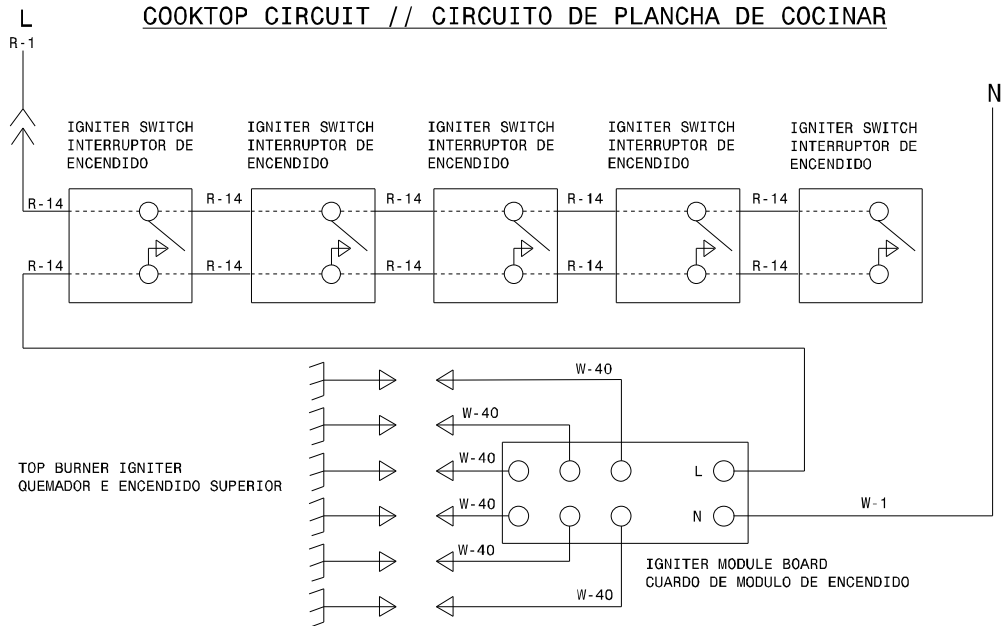 COOKTOP CIRCUIT // CIRCUITO DE PLANCHA DE COCINAR
L
R-1
N
IGNITER SWITCH
INTERRUPTOR DE
ENCENDIDO
IGNITER SWITCH
INTERRUPTOR DE
ENCENDIDO
IGNITER SWITCH
INTERRUPTOR DE
ENCENDIDO
IGNITER SWITCH
INTERRUPTOR DE
ENCENDIDO
IGNITER SWITCH
INTERRUPTOR DE
ENCENDIDO
R-14 R-14 R-14 R-14 R-14
R-14 R-14 R-14 R-14 R-14
W-40
W-40
W-40
W-40
W-40
W-40
TOP BURNER IGNITER
QUEMADOR E ENCENDIDO SUPERIOR
L
N
W-1
IGNITER MODULE BOARD
CUARDO DE MODULO DE ENCENDIDO